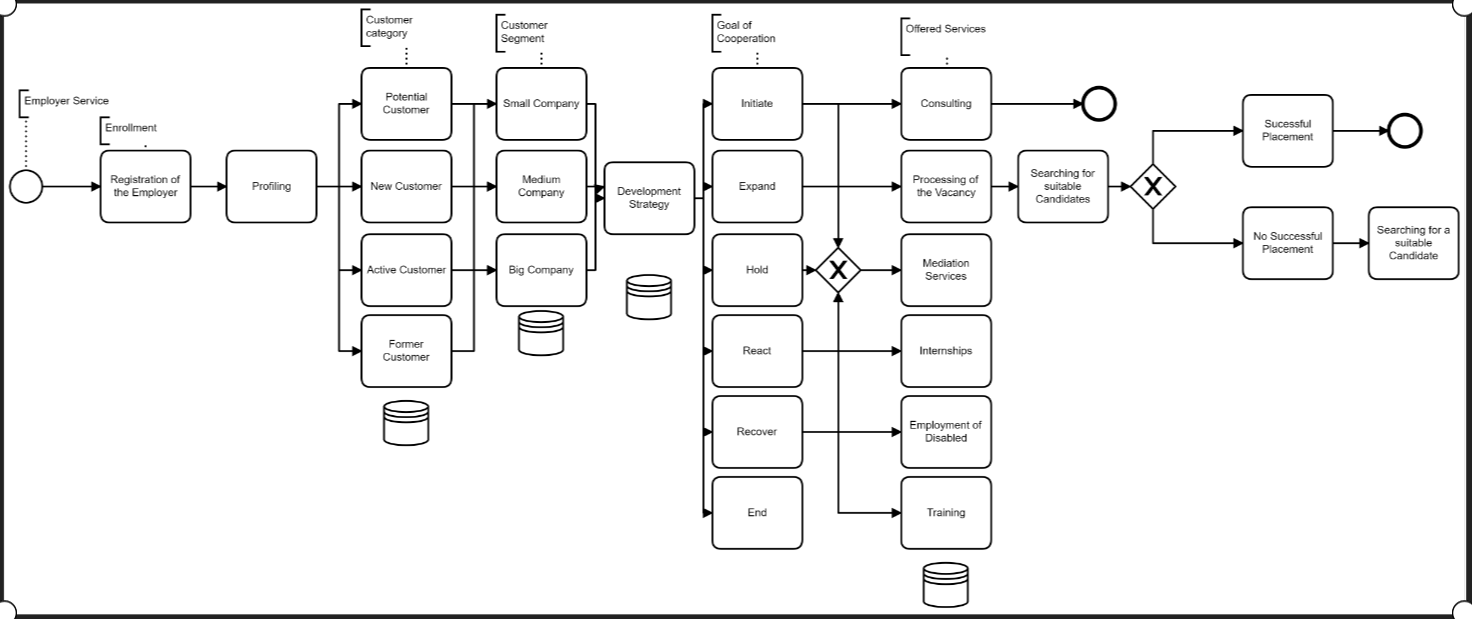 Customer
category
Customer
Segment
Goal of
Cooperation
Offered Services
Employer Service
Enrollment
Registration of
the Employer
Profiling
Potential
Customer
New Customer
Active Customer
Former
Customer
Small Company
Medium
Company
Big Company
Development
Strategy
Initiate
Expand
Hold
React
Recover
End
X
Consulting
Processing of
the Vacancy
Mediation
Services
Internships
Employment of
Disabled
Training
Searching for
suitable
Candidates
X
Sucessful
Placement
No Successful
Placement
Searching for a
suitable
Candidate